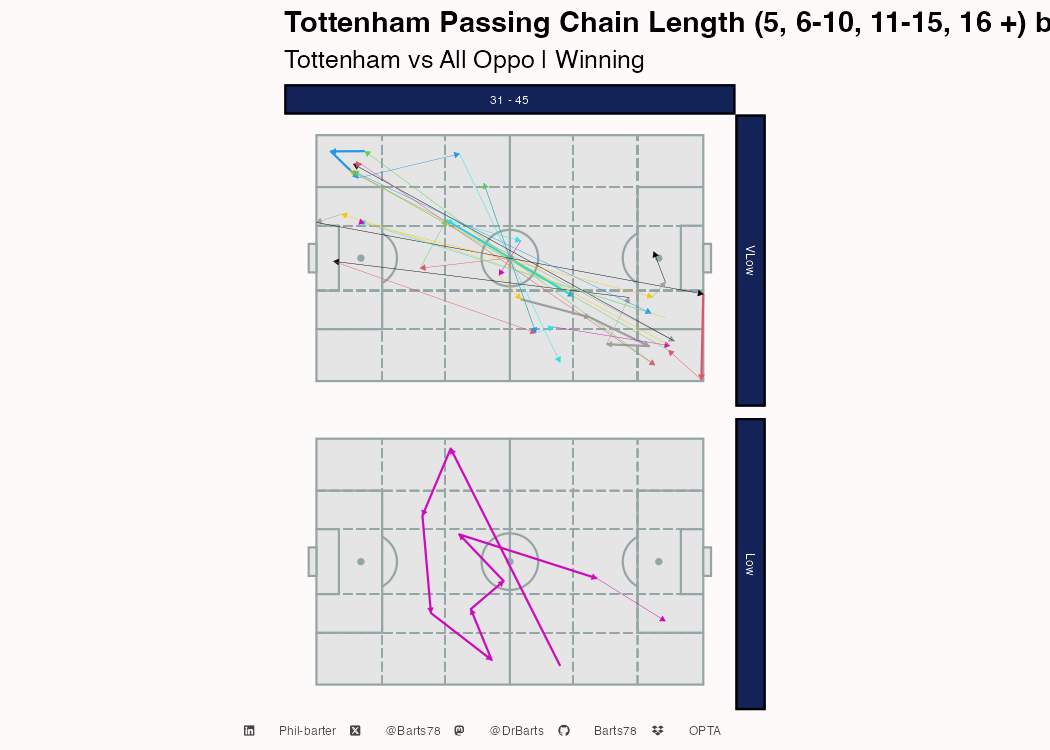 Tottenham Passing Chain Length (5, 6-10, 11-15, 16 +) b
Tottenham vs All Oppo | Winning
31 - 45
VLow
Low
Phil-barter @Barts78 @DrBarts Barts78 OPTA